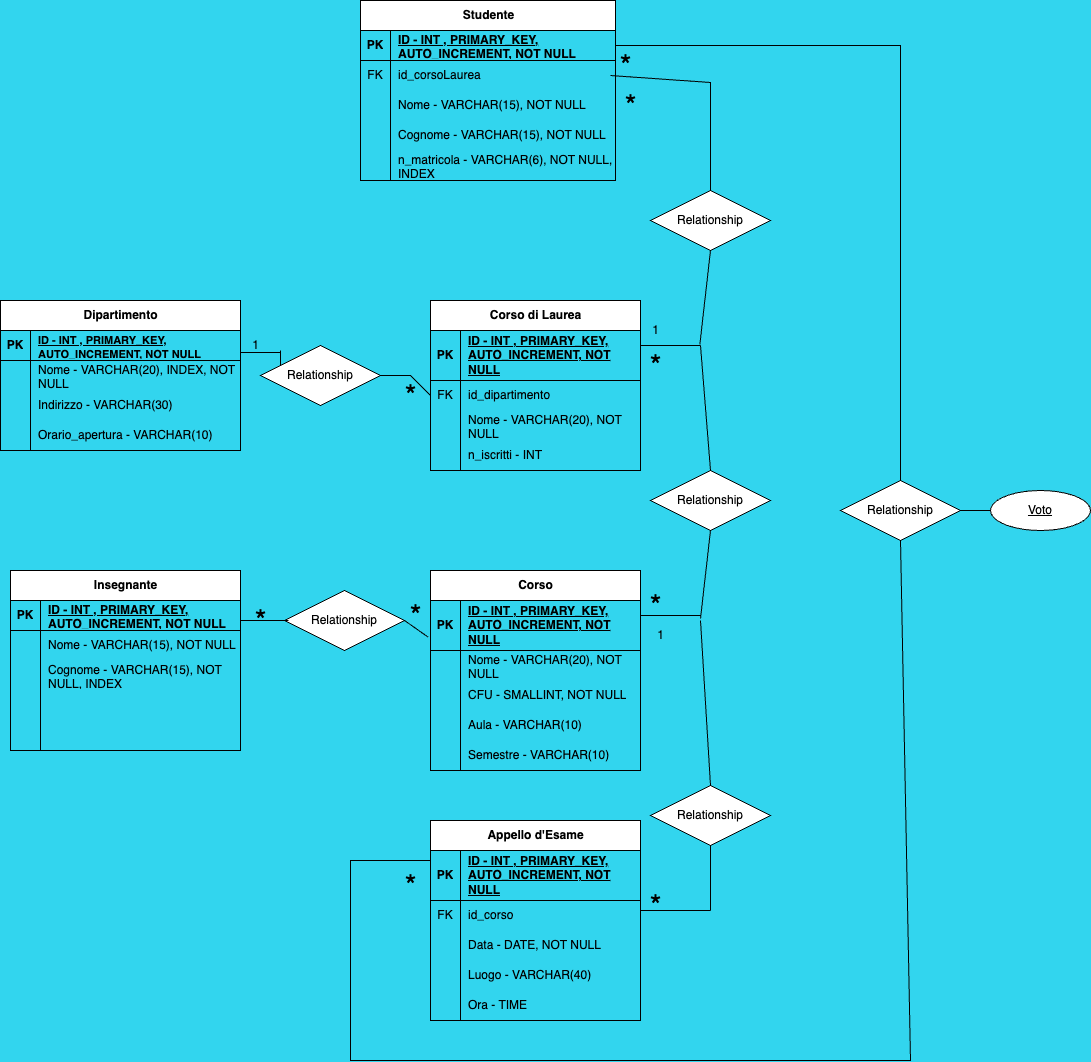 Studente
PK
ID - INT , PRIMARY_KEY,
AUTO_INCREMENT, NOT NULL
*
FK
id_corsoLaurea
*
Nome - VARCHAR(15), NOT NULL
Cognome - VARCHAR(15), NOT NULL
n_matricola - VARCHAR(6), NOT NULL,
INDEX
Relationship
Dipartimento
PK
ID - INT , PRIMARY_KEY,
AUTO_INCREMENT, NOT NULL
Nome - VARCHAR(20), INDEX, NOT
NULL
Indirizzo - VARCHAR(30)
Orario_apertura - VARCHAR(10)
1
Relationship
*
Corso di Laurea
PK
ID - INT , PRIMARY_KEY,
AUTO_INCREMENT, NOT
NULL
FK
id_dipartimento
Nome - VARCHAR(20), NOT
NULL
n_iscritti - INT
1
*
Relationship
Relationship
Voto
Insegnante
PK
ID - INT , PRIMARY_KEY,
AUTO_INCREMENT, NOT NULL
Nome - VARCHAR(15), NOT NULL
Cognome - VARCHAR(15), NOT
NULL, INDEX
*
Relationship
*
Corso
PK
ID - INT , PRIMARY_KEY,
AUTO_INCREMENT, NOT
NULL
Nome - VARCHAR(20), NOT
NULL
CFU - SMALLINT, NOT NULL
Aula - VARCHAR(10)
Semestre - VARCHAR(10)
*
1
Relationship
Appello d'Esame
*
PK
ID - INT , PRIMARY_KEY,
AUTO_INCREMENT, NOT
NULL
*
FK
id_corso
Data - DATE, NOT NULL
Luogo - VARCHAR(40)
Ora - TIME